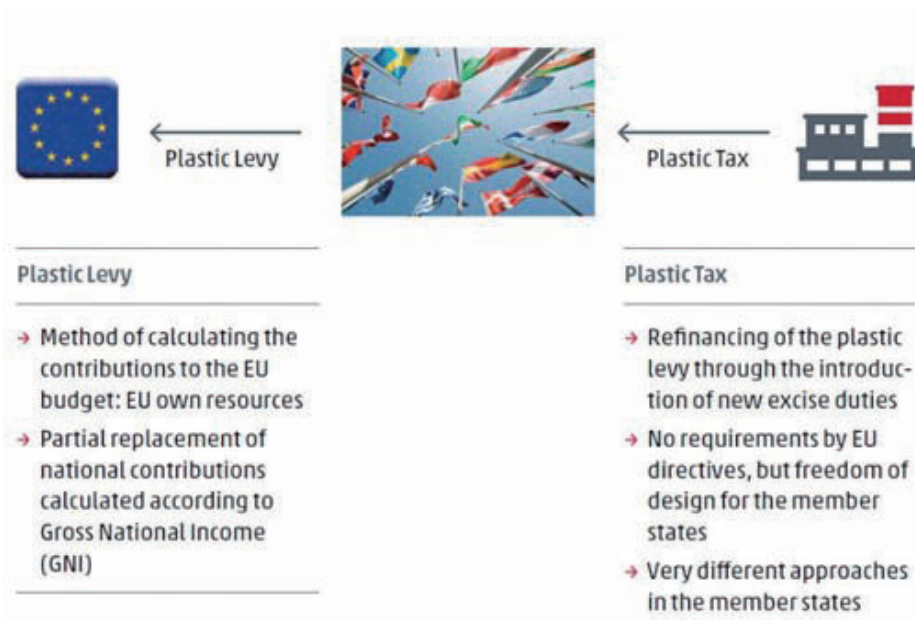 Plastic Levy
Plastic Tax
Plastic Levy
→ Method of calculating the
contributions to the EU
budget: EU own resources
→ Partial replacement of
national contributions
calculated according to
Gross National Income
(GNI)
Plastic Tax
→ Refinancing of the plastic
levy through the introduc-
tion of new excise duties
→ No requirements by EU
directives, but freedom of
design for the member
states
→ Very different approaches
in the member states